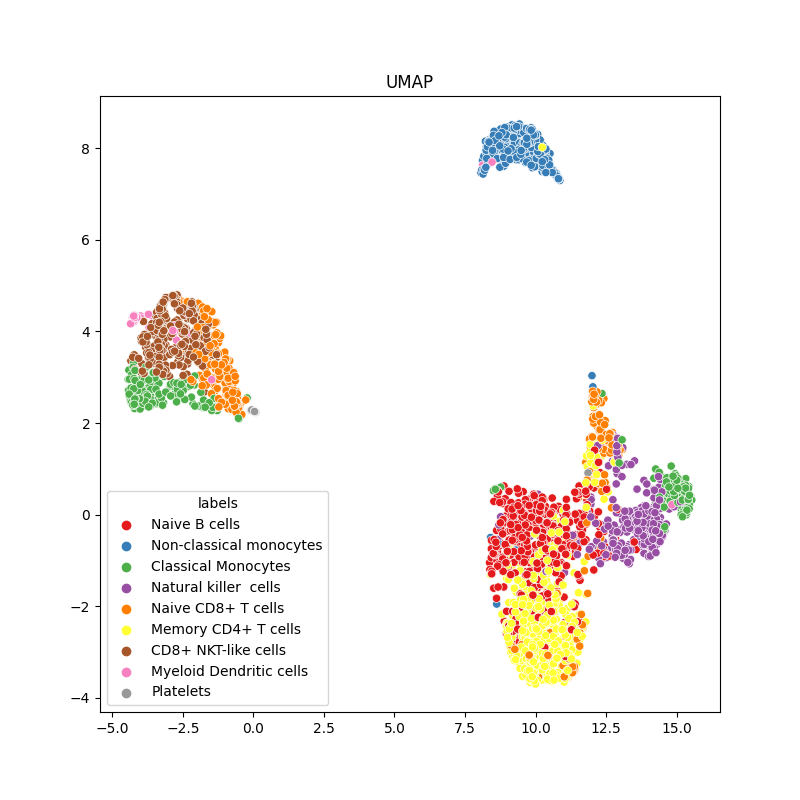 UMAP
8
6
4
2
0
−2
−4
labels
Naive B cells
Non-classical monocytes
Classical Monocytes
Natural killer  cells
Naive CD8+ T cells
Memory CD4+ T cells
CD8+ NKT-like cells
Myeloid Dendritic cells
Platelets
−5.0 −2.5 0.0 2.5 5.0 7.5 10.0 12.5 15.0